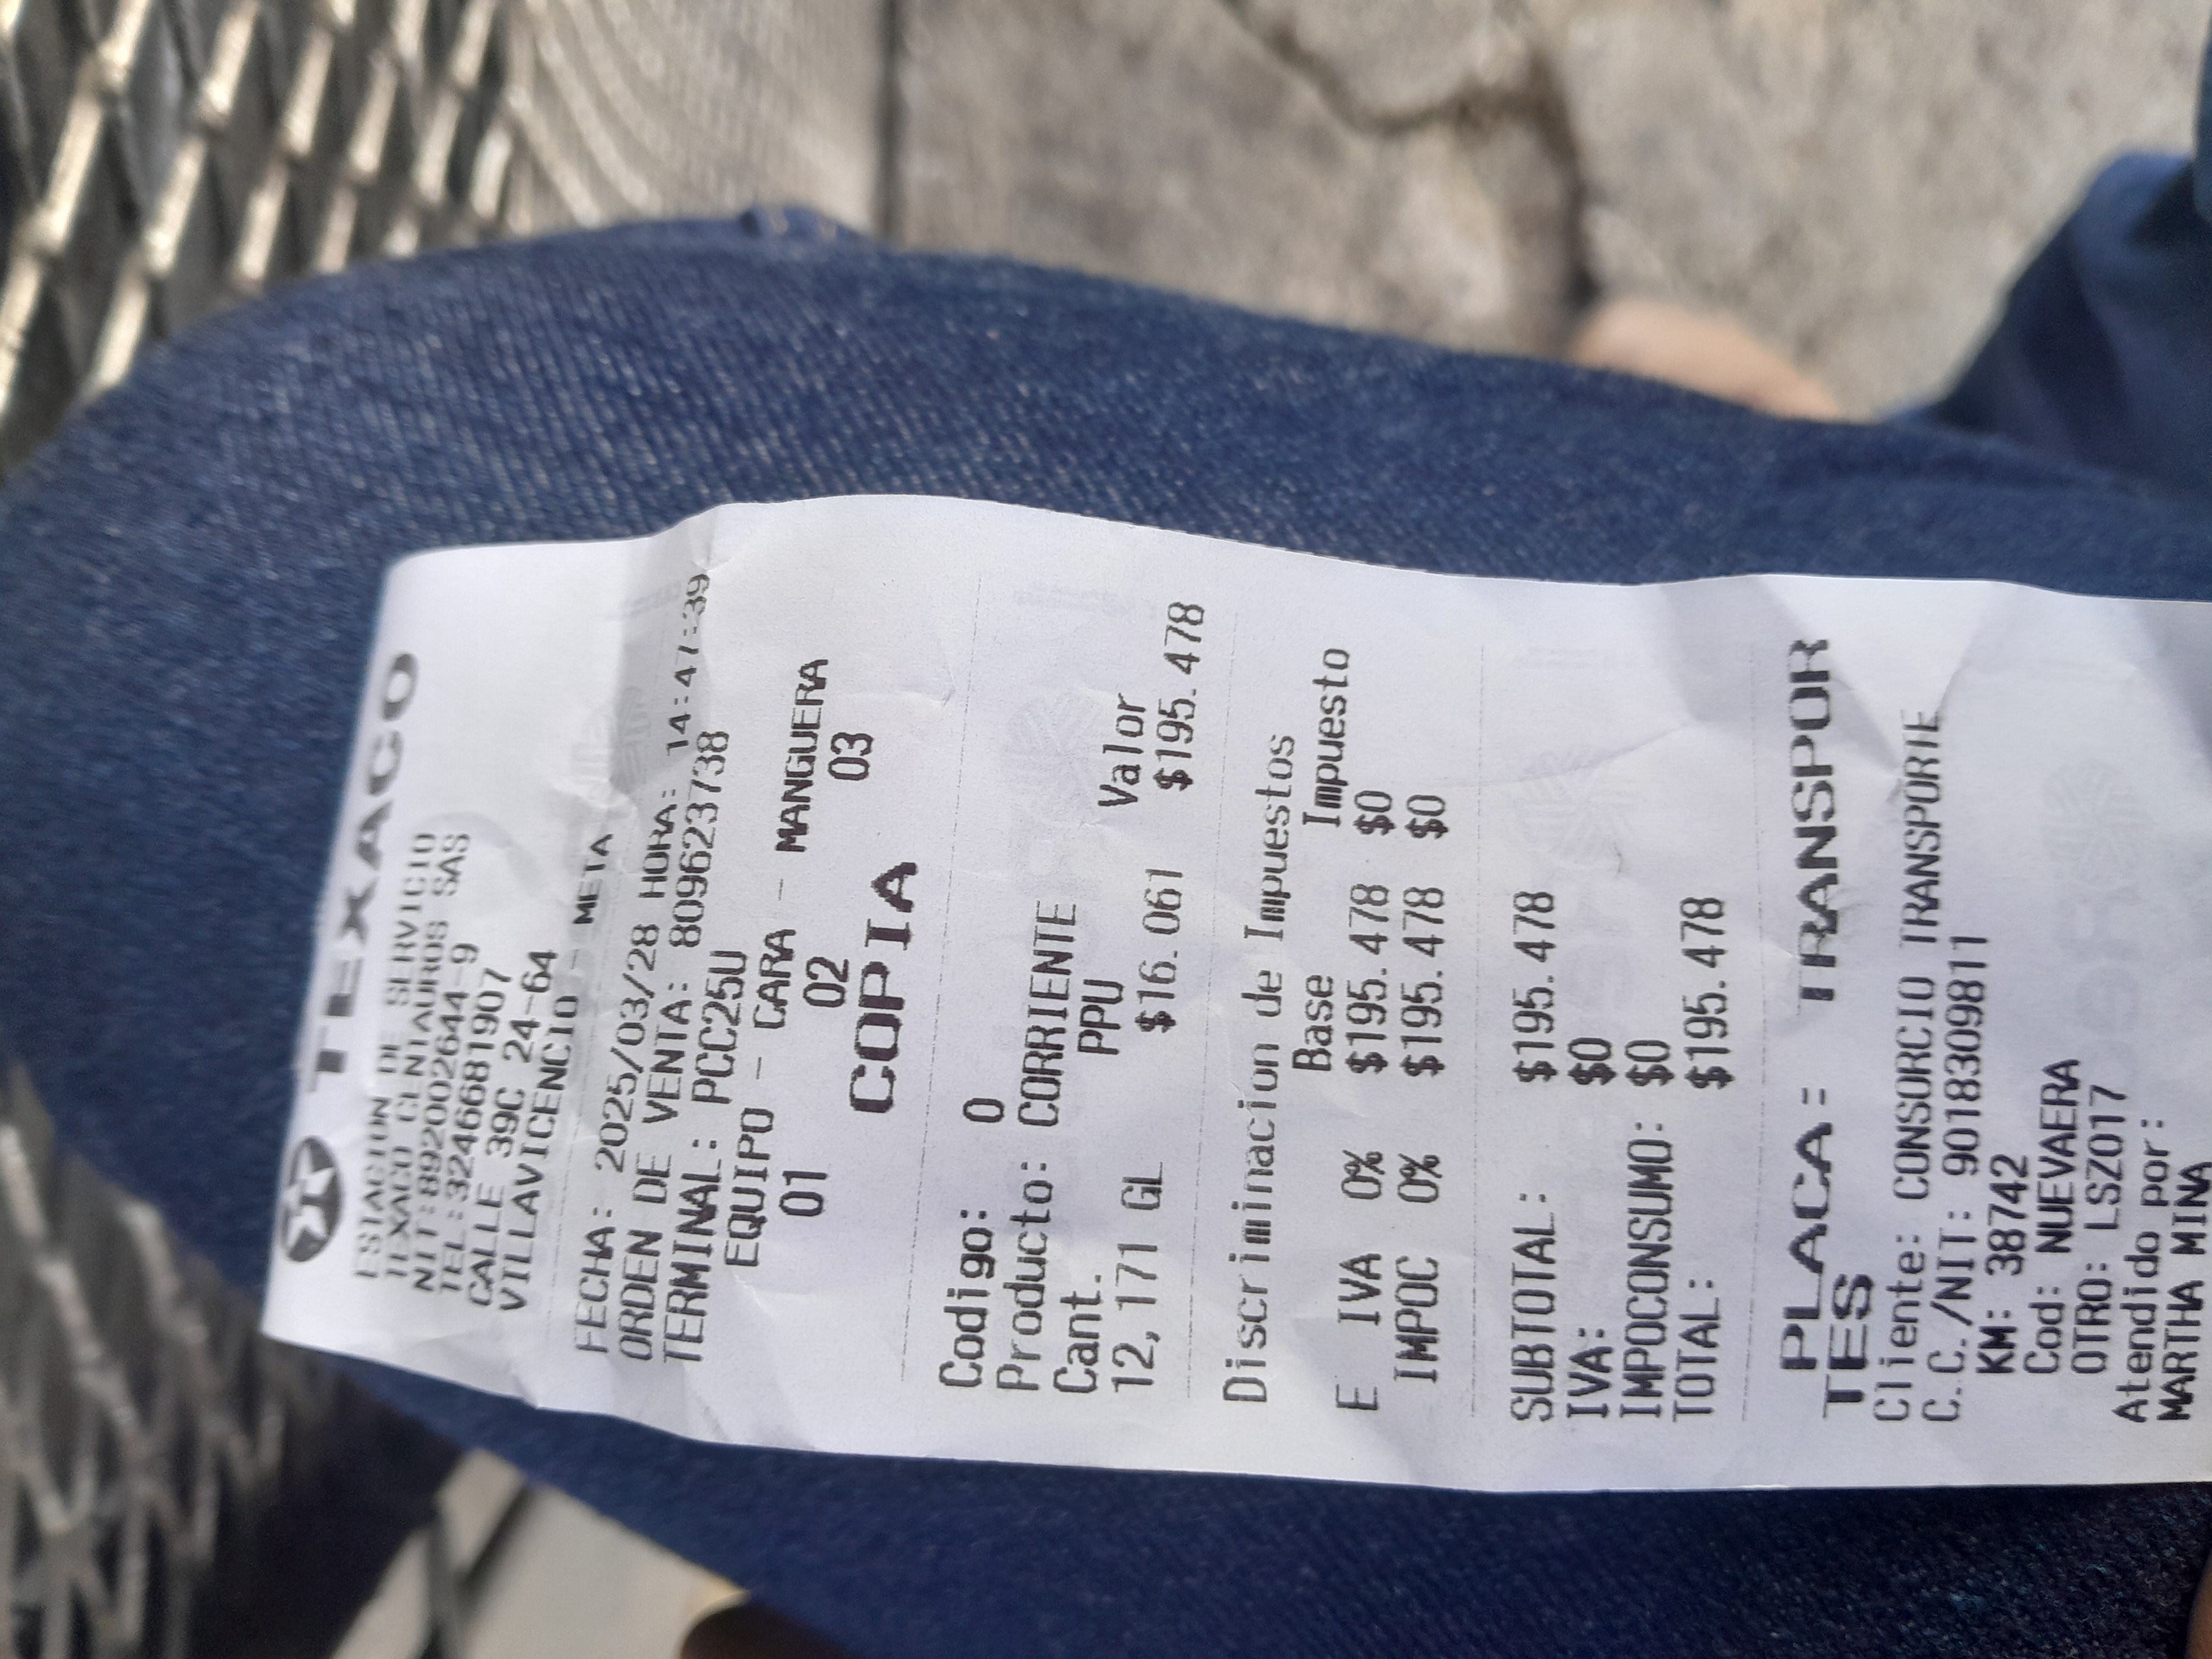 TEXACO
ESTACION DE SERVICIO
TEXACO CENTAUROS SAS
NIT:892002644-9
TEL:3246681907
CALLE 39C 24-64
VILLAVICENCIO - META
FECHA: 2025/03/28 HORA: 14:47:39
ORDEN DE VENTA: 809623738
TERMINAL: PCC25U
EQUIPO - CARA - MANGUERA
01 02 03
COPIA
Codigo: 0
Producto: CORRIENTE
Cant. PPU Valor
12,171 GL $16.061 $195.478
Discriminacion de Impuestos
Base Impuesto
E IVA 0% $195.478 $0
IMPOC 0% $195.478 $0
SUBTOTAL: $195.478
IVA: $0
IMPOCONSUMO: $0
TOTAL: $195.478
PLACA: TRANSPOR
TES
Cliente: CONSORCIO TRANSPORTE
C.C./NIT: 9018309811
KM: 38742
Cod: NUEVAERA
OTRO: LSZ017
Atendido por:
MARTHA MINA